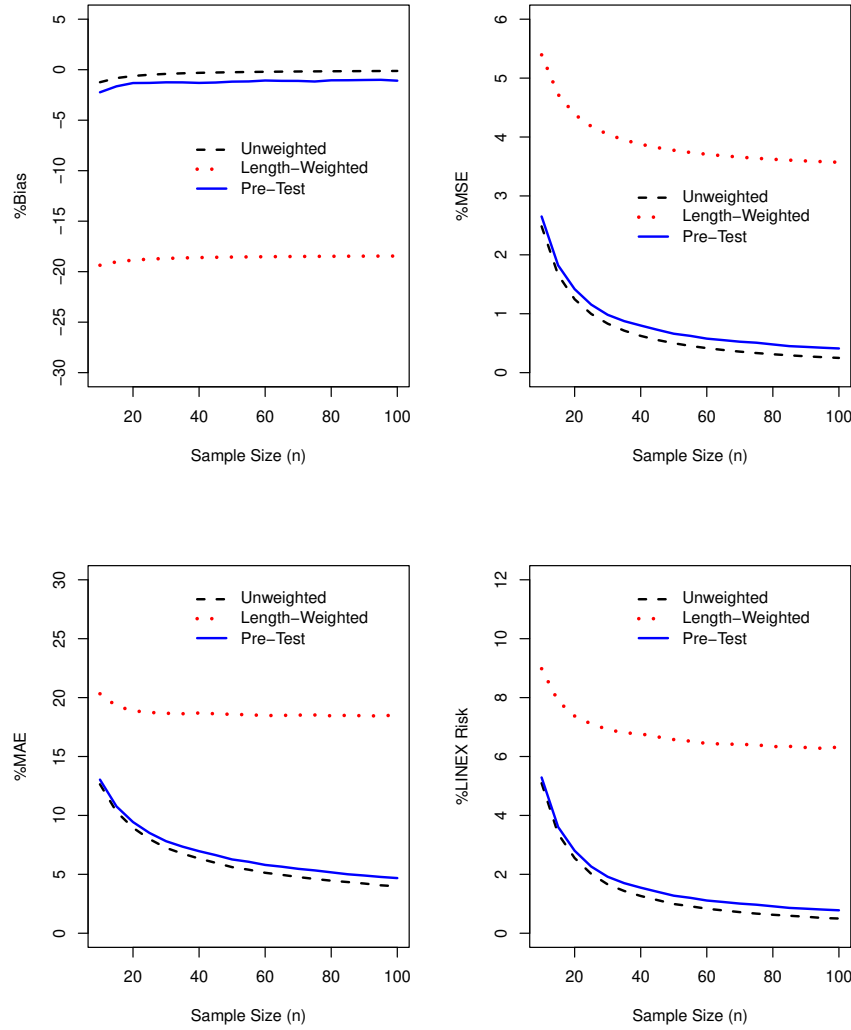 %Bias
5
0
−5
−10
−15
−20
−25
−30
Unweighted
Length−Weighted
Pre−Test
20 40 60 80 100
Sample Size (n)
%MSE
6
5
4
3
2
1
0
Unweighted
Length−Weighted
Pre−Test
20 40 60 80 100
Sample Size (n)
%MAE
30
25
20
15
10
5
0
Unweighted
Length−Weighted
Pre−Test
20 40 60 80 100
Sample Size (n)
%LINEX Risk
12
10
8
6
4
2
0
Unweighted
Length−Weighted
Pre−Test
20 40 60 80 100
Sample Size (n)